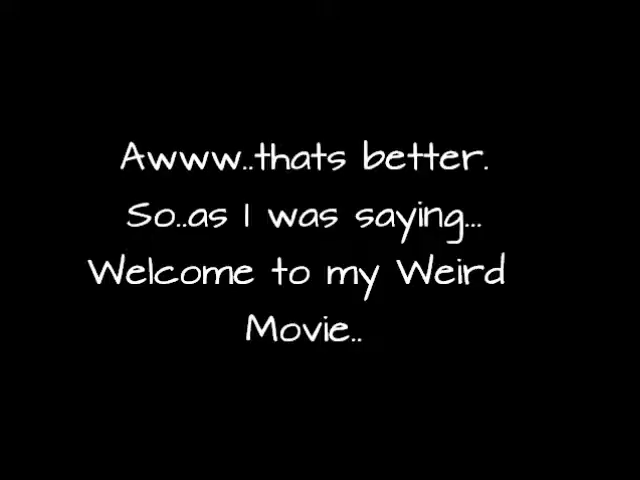 Awww..thats better.
So..as I was saying...
Welcome to my Weird
Movie..